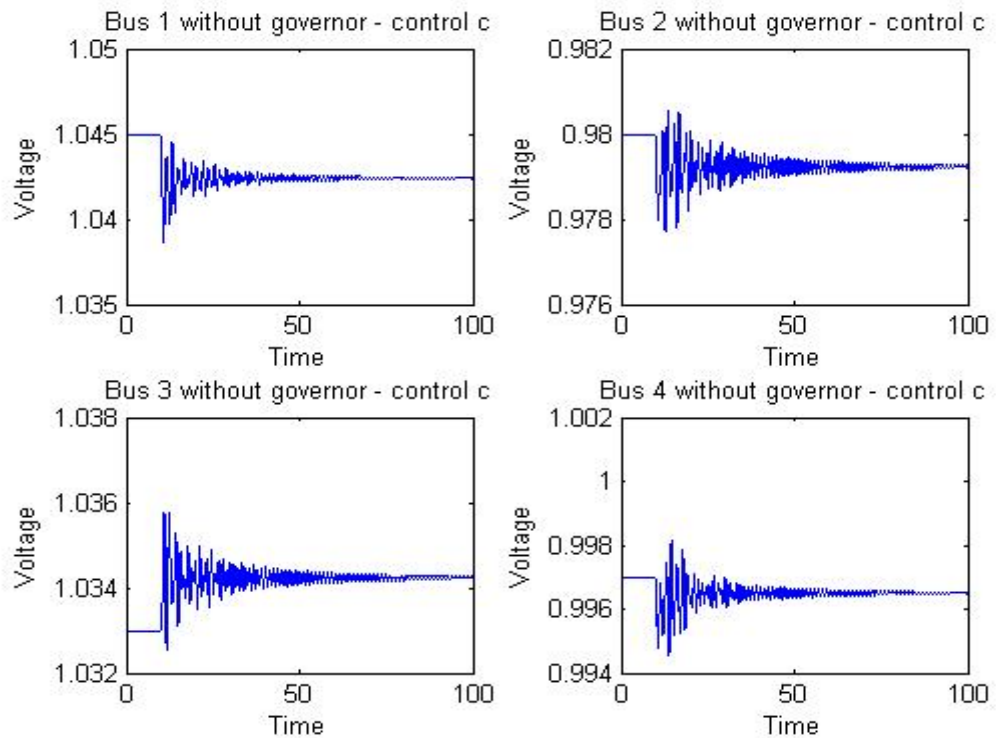 Bus 1 without governor - control c
1.05
1.045
1.04
1.035
Voltage
0
50
100
Time
Bus 2 without governor - control c
0.982
0.98
0.978
0.976
Voltage
0
50
100
Time
Bus 3 without governor - control c
1.038
1.036
1.034
1.032
Voltage
0
50
100
Time
Bus 4 without governor - control c
1.002
1
0.998
0.996
0.994
Voltage
0
50
100
Time